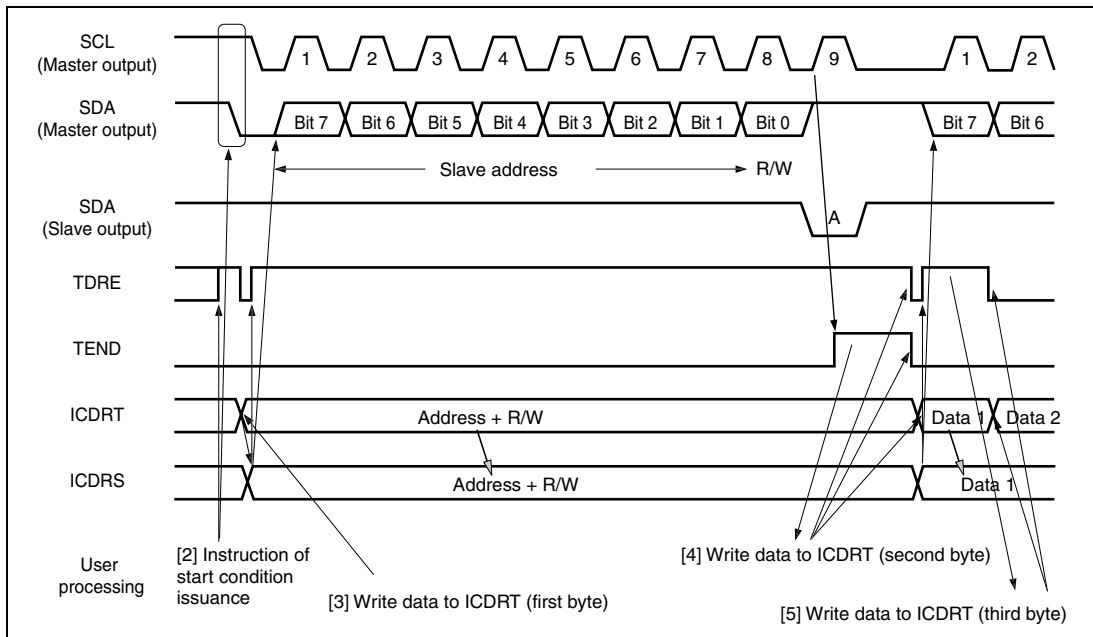 SCL
(Master output)
1 2 3 4 5 6 7 8 9 1 2
SDA
(Master output)
Bit 7 Bit 6 Bit 5 Bit 4 Bit 3 Bit 2 Bit 1 Bit 0 Bit 7 Bit 6
Slave address R/W
SDA
(Slave output)
A
TDRE
TEND
ICDRT
Address + R/W Data 1 Data 2
ICDRS
Address + R/W Data 1
User
processing
[2] Instruction of
start condition
issuance
[3] Write data to ICDRT (first byte)
[4] Write data to ICDRT (second byte)
[5] Write data to ICDRT (third byte)